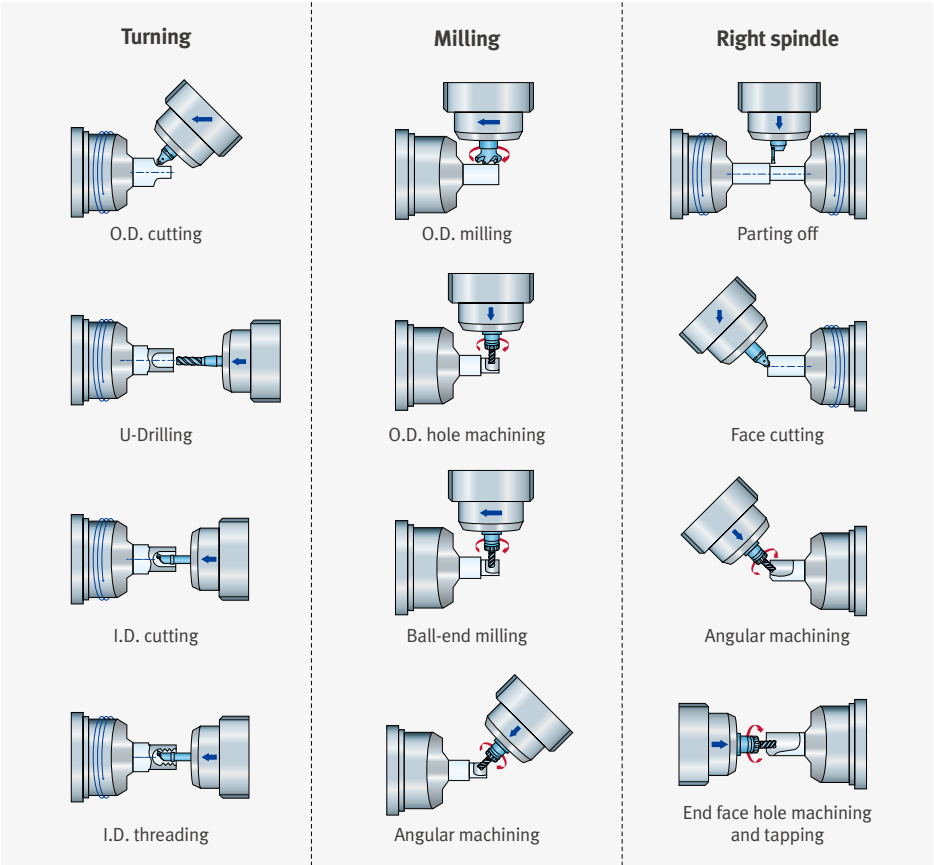 Turning
O.D. cutting
U-Drilling
I.D. cutting
I.D. threading
Milling
O.D. milling
O.D. hole machining
Ball-end milling
Angular machining
Right spindle
Parting off
Face cutting
Angular machining
End face hole machining
and tapping